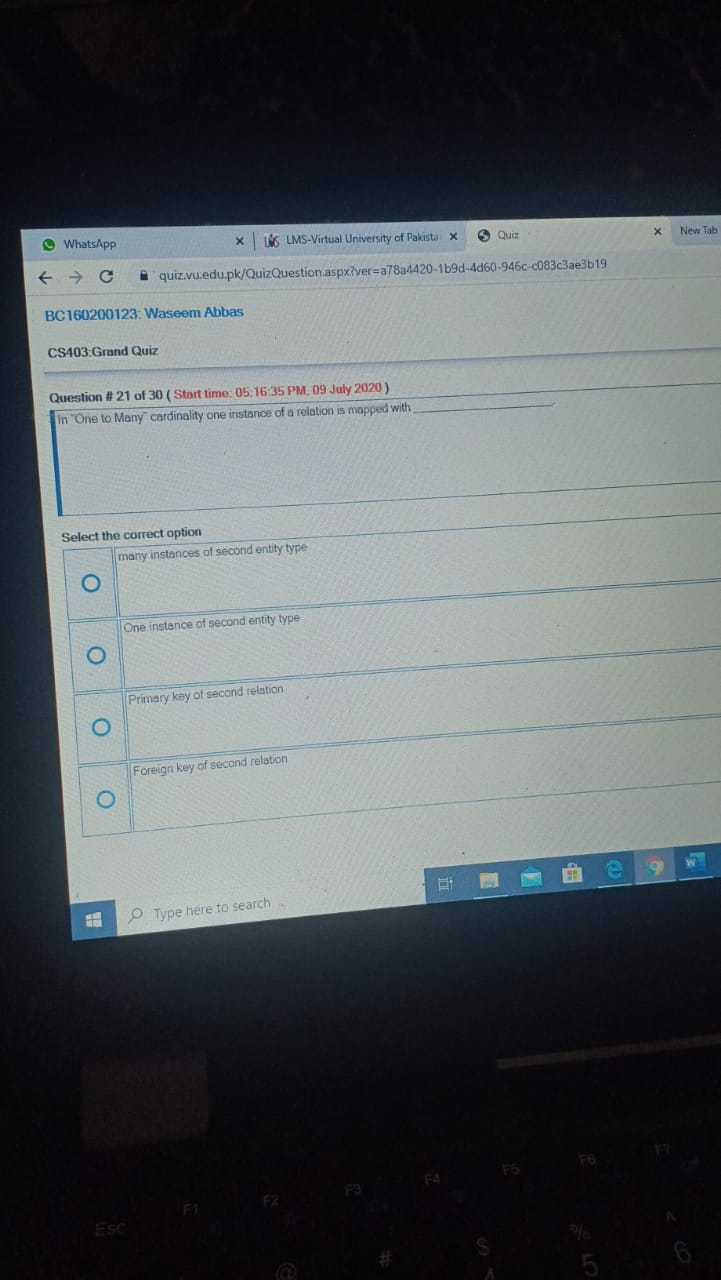 WhatsApp
LMS-Virtual University of Pakista
Quiz
New Tab
quiz.vu.edu.pk/QuizQuestion.aspx?ver=a78a4420-1b9d-4d60-946c-c083c3ae3b19
BC160200123: Waseem Abbas
CS403:Grand Quiz
Question # 21 of 30 ( Start time: 05:16:35 PM, 09 July 2020 )
In "One to Many" cardinality one instance of a relation is mapped with ____________________.
Select the correct option
many instances of second entity type
One instance of second entity type
Primary key of second relation
Foreign key of second relation
Type here to search
Esc F1 F2 F3 F4 F5 F6 F7
@ # $ % ^
5 6